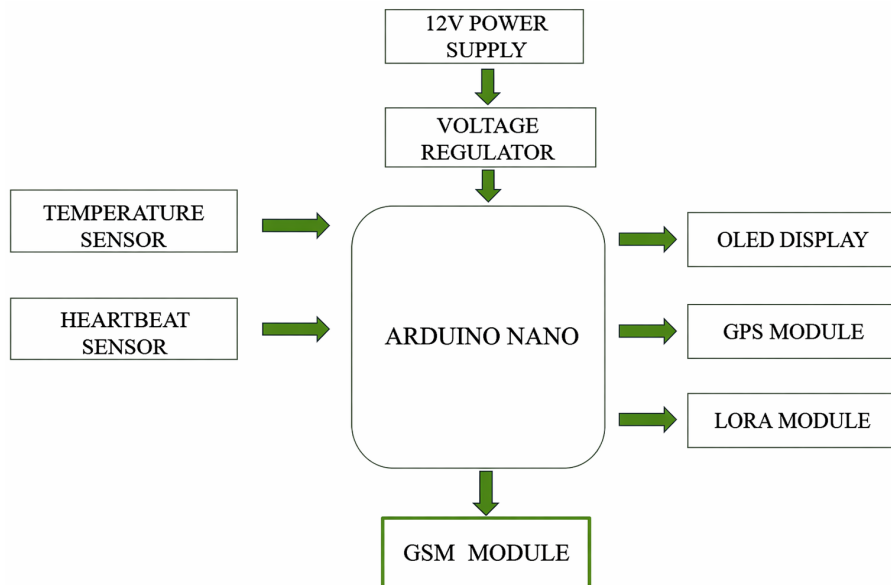 12V POWER
SUPPLY
VOLTAGE
REGULATOR
TEMPERATURE
SENSOR
OLED DISPLAY
HEARTBEAT
SENSOR
ARDUINO NANO
GPS MODULE
LORA MODULE
GSM MODULE